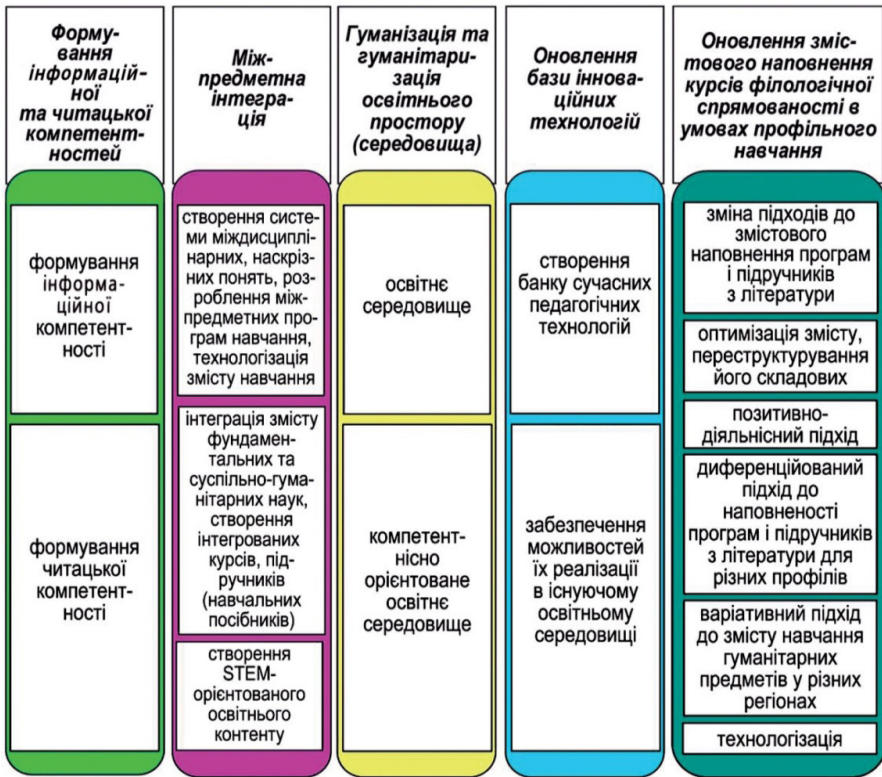 Форму-
вання
інформацій-
ної
та читацької
компетент-
ностей
Між-
предметна
інтегра-
ція
Гуманізація та
гуманітари-
зація
освітнього
простору
(середовища)
Оновлення
бази іннова-
ційних
технологій
Оновлення зміс-
тового наповнення
курсів філологічної
спрямованості в
умовах профільного
навчання
формування
інформа-
ційної
компетент-
ності
формування
читацької
компетент-
ності
створення систе-
ми міждисциплі-
нарних, наскріз-
них понять, роз-
роблення між-
предметних про-
грам навчання,
технологізація
змісту навчання
інтеграція змісту
фундамен-
тальних та
суспільно-гума-
нітарних наук,
створення
інтегрованих
курсів, під-
ручників
(навчальних
посібників)
створення
STEM-
орієнтованого
освітнього
контенту
освітнє
середовище
компетент-
нісно
орієнтоване
освітнє
середовище
створення
банку сучасних
педагогічних
технологій
забезпечення
можливостей
їх реалізації
в існуючому
освітньому
середовищі
зміна підходів до
змістового
наповнення програм
і підручників
з літератури
оптимізація змісту,
переструктурування
його складових
позитивно-
діяльнісний підхід
диференційований
підхід до
наповненості
програм і підручників
з літератури для
різних профілів
варіативний підхід
до змісту навчання
гуманітарних
предметів у різних
регіонах
технологізація